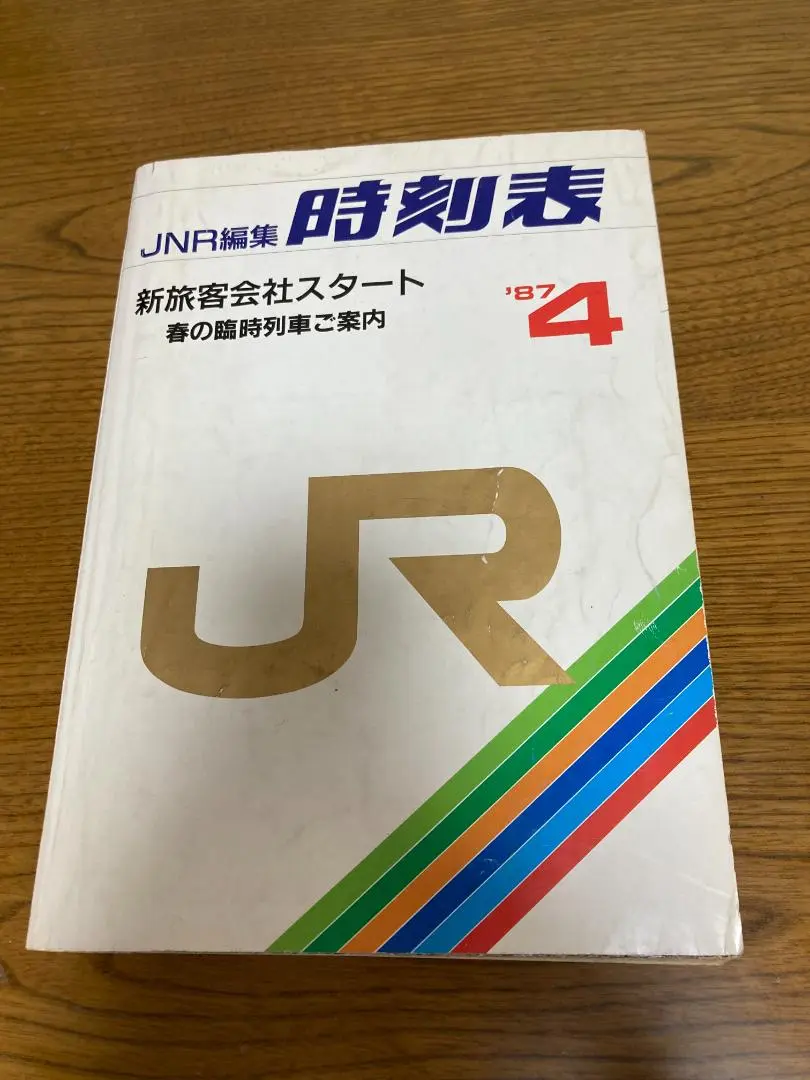 JNR編集 時刻表
新旅客会社スタート
春の臨時列車ご案内
'87 4
JR